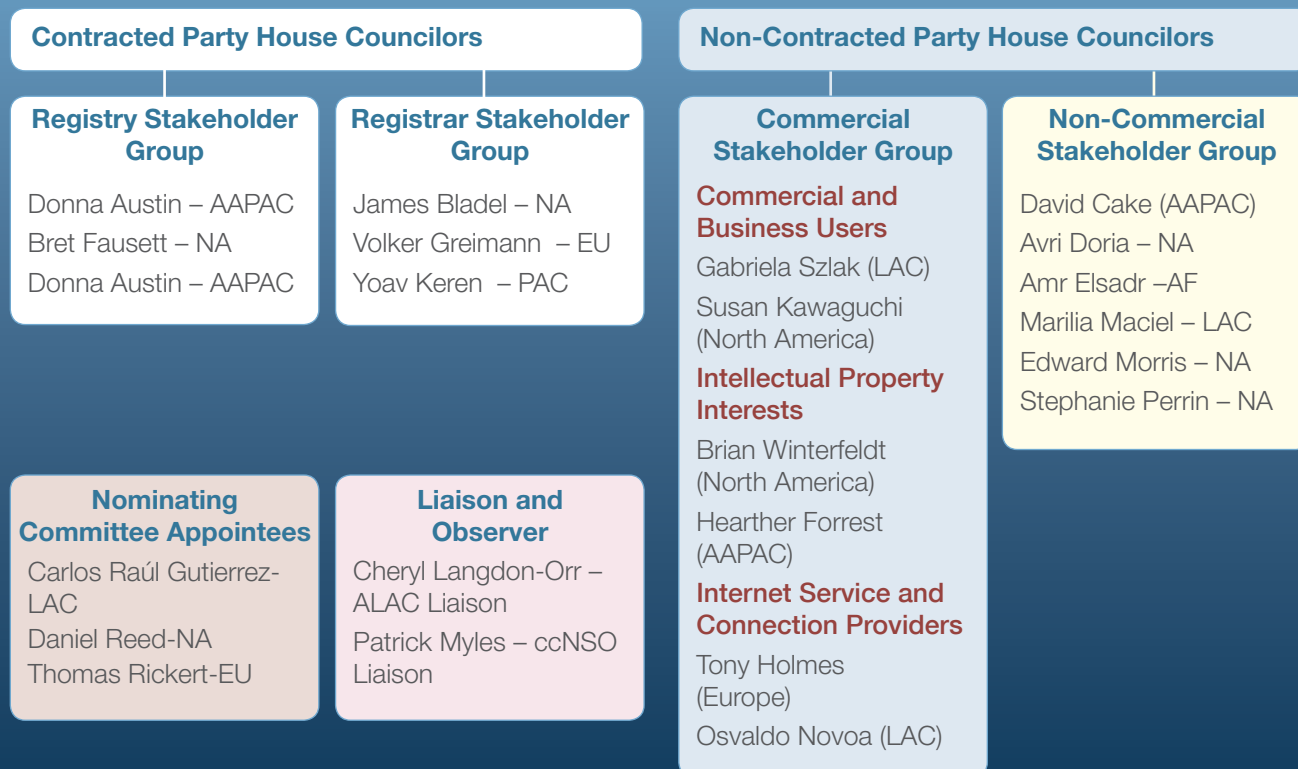 Contracted Party House Councilors
Registry Stakeholder
Group
Donna Austin – AAPAC
Bret Fausett – NA
Donna Austin – AAPAC
Registrar Stakeholder
Group
James Bladel – NA
Volker Greimann  – EU
Yoav Keren  – PAC
Nominating
Committee Appointees
Carlos Raúl Gutierrez-
LAC
Daniel Reed-NA
Thomas Rickert-EU
Liaison and
Observer
Cheryl Langdon-Orr –
ALAC Liaison
Patrick Myles – ccNSO
Liaison
Non-Contracted Party House Councilors
Commercial
Stakeholder Group
Commercial and
Business Users
Gabriela Szlak (LAC)
Susan Kawaguchi
(North America)
Intellectual Property
Interests
Brian Winterfeldt
(North America)
Hearther Forrest
(AAPAC)
Internet Service and
Connection Providers
Tony Holmes
(Europe)
Osvaldo Novoa (LAC)
Non-Commercial
Stakeholder Group
David Cake (AAPAC)
Avri Doria – NA
Amr Elsadr –AF
Marilia Maciel – LAC
Edward Morris – NA
Stephanie Perrin – NA